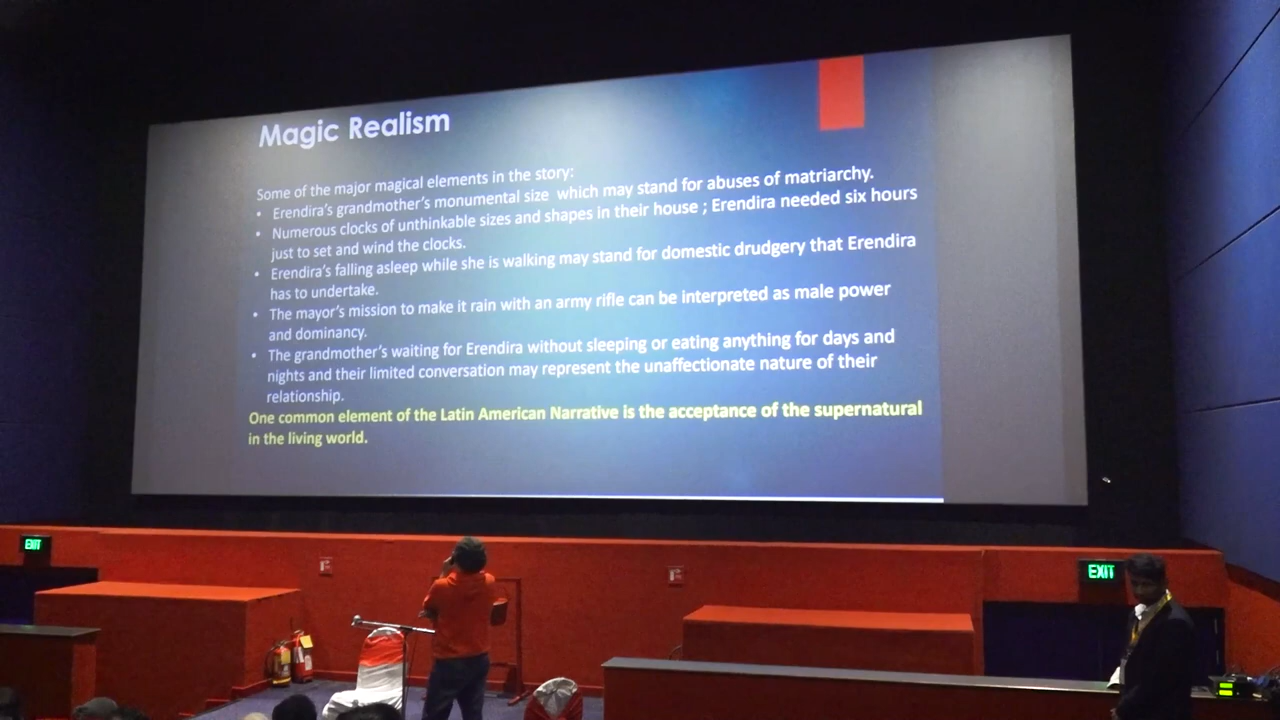 Magic Realism
Some of the major magical elements in the story:
• Erendira's grandmother's monumental size which may stand for abuses of matriarchy.
• Numerous clocks of unthinkable sizes and shapes in their house ; Erendira needed six hours
just to set and wind the clocks.
• Erendira's falling asleep while she is walking may stand for domestic drudgery that Erendira
has to undertake.
• The mayor's mission to make it rain with an army rifle can be interpreted as male power
and dominancy.
• The grandmother's waiting for Erendira without sleeping or eating anything for days and
nights and their limited conversation may represent the unaffectionate nature of their
relationship.
One common element of the Latin American Narrative is the acceptance of the supernatural
in the living world.
EXIT
EXIT